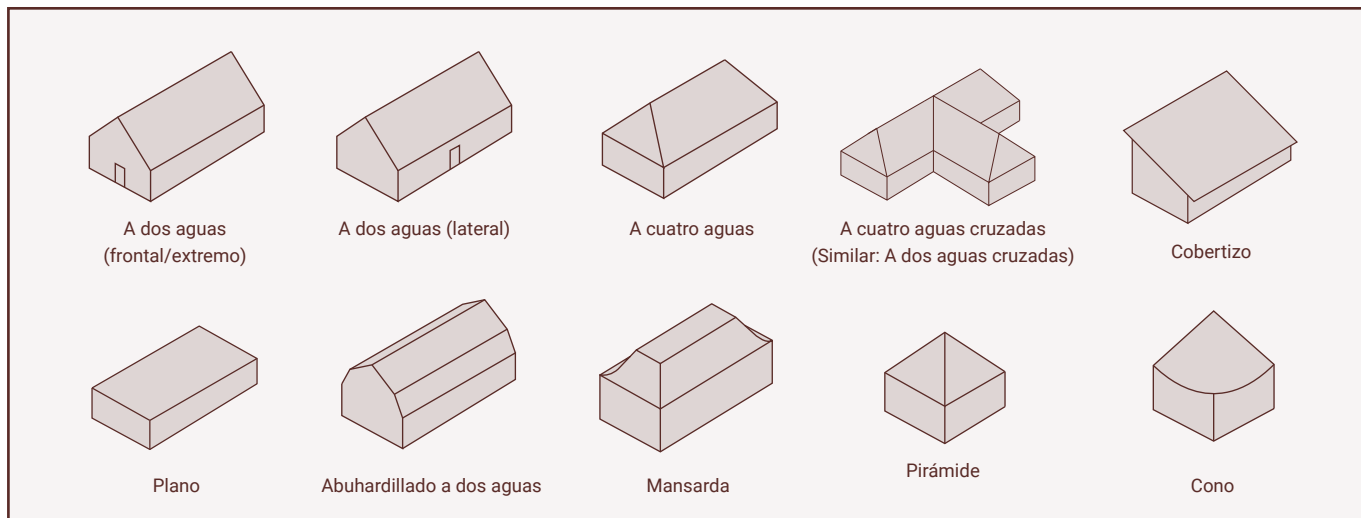 A dos aguas
(frontal/extremo)
A dos aguas (lateral)
A cuatro aguas
A cuatro aguas cruzadas
(Similar: A dos aguas cruzadas)
Cobertizo
Plano
Abuhardillado a dos aguas
Mansarda
Pirámide
Cono